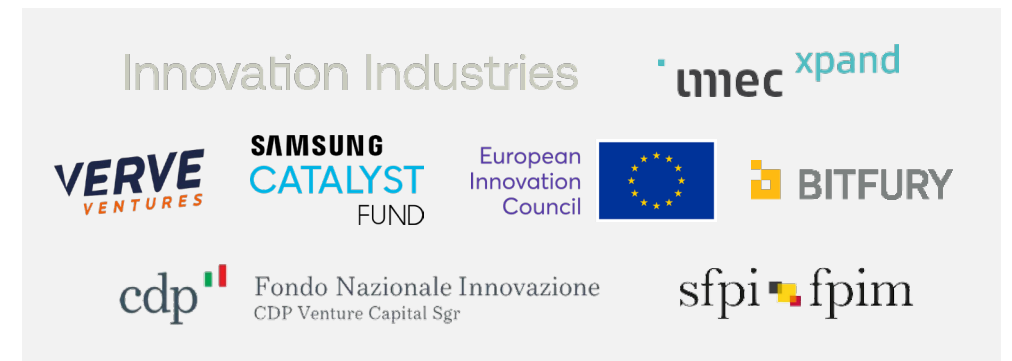 Innovation Industries
imec xpand
VERVE
VENTURES
SAMSUNG
CATALYST
FUND
European
Innovation
Council
BITFURY
cdp
Fondo Nazionale Innovazione
CDP Venture Capital Sgr
sfpi fpim